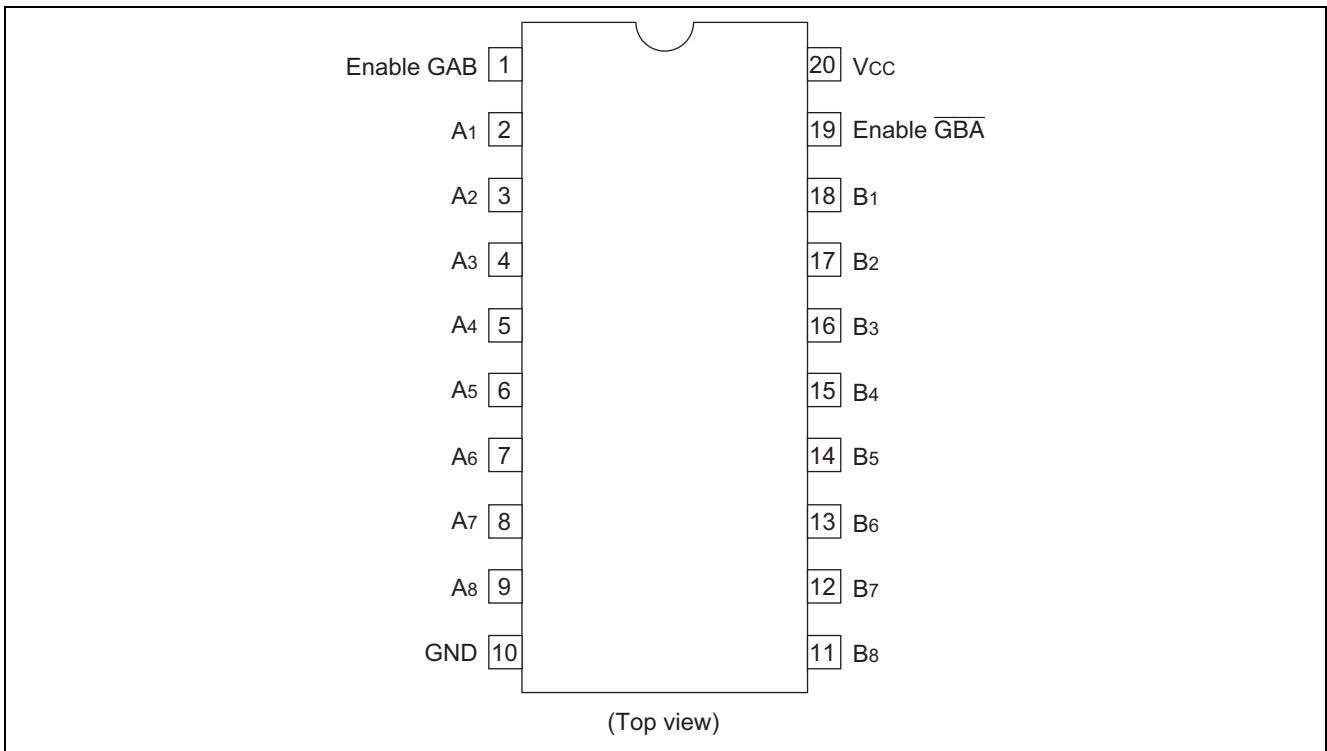 Enable GAB 1 20 VCC
A1 2 19 Enable G̅B̅A̅
A2 3 18 B1
A3 4 17 B2
A4 5 16 B3
A5 6 15 B4
A6 7 14 B5
A7 8 13 B6
A8 9 12 B7
GND 10 11 B8
(Top view)